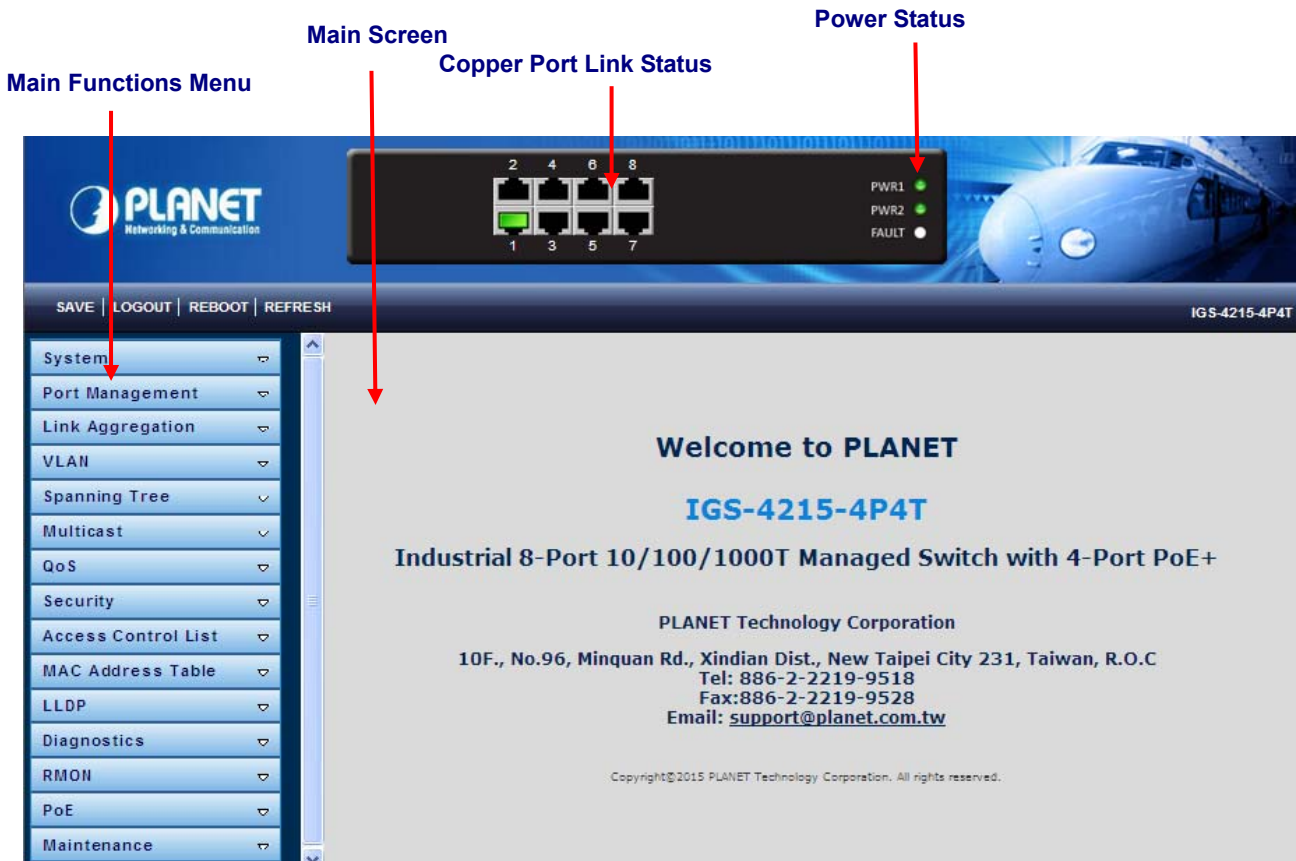 Power Status
Main Screen
Copper Port Link Status
Main Functions Menu
PLANET
Networking & Communication
2 4 6 8
1 3 5 7
PWR1
PWR2
FAULT
SAVE | LOGOUT | REBOOT | REFRESH
IGS-4215-4P4T
System
Port Management
Link Aggregation
VLAN
Spanning Tree
Multicast
QoS
Security
Access Control List
MAC Address Table
LLDP
Diagnostics
RMON
PoE
Maintenance
Welcome to PLANET
IGS-4215-4P4T
Industrial 8-Port 10/100/1000T Managed Switch with 4-Port PoE+
PLANET Technology Corporation
10F., No.96, Minquan Rd., Xindian Dist., New Taipei City 231, Taiwan, R.O.C
Tel: 886-2-2219-9518
Fax:886-2-2219-9528
Email: support@planet.com.tw
Copyright©2015 PLANET Technology Corporation. All rights reserved.